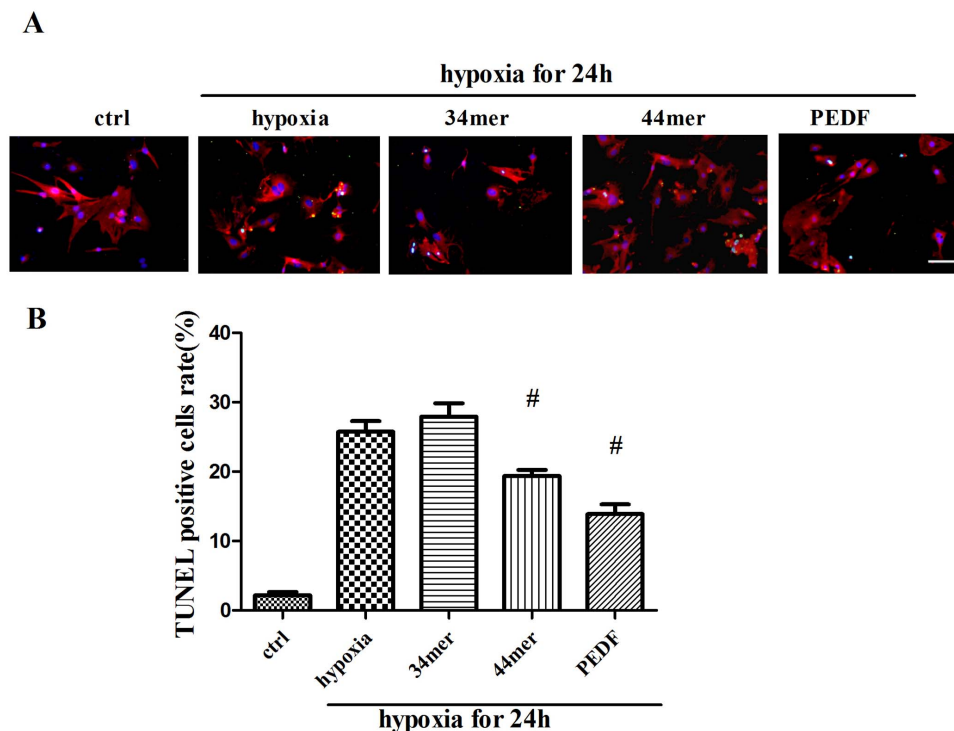 A
hypoxia for 24h
ctrl hypoxia 34mer 44mer PEDF
B
TUNEL positive cells rate(%)
40
30
20
10
0
#
#
ctrl hypoxia 34mer 44mer PEDF
hypoxia for 24h